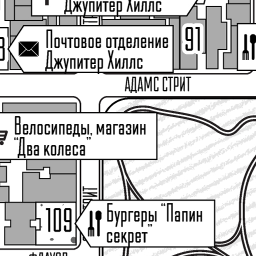 Джупитер Хиллс
Почтовое отделение
Джупитер Хиллс
91
АДАМС СТРИТ
Велосипеды, магазин
"Два колеса"
109
Бургеры "Папин
секрет"